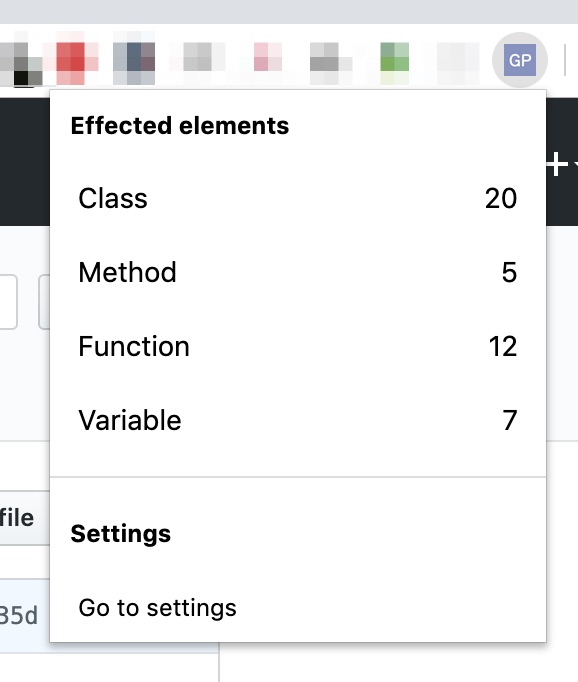 GP
Effected elements
Class 20
Method 5
Function 12
Variable 7
file
Settings
Go to settings
35d